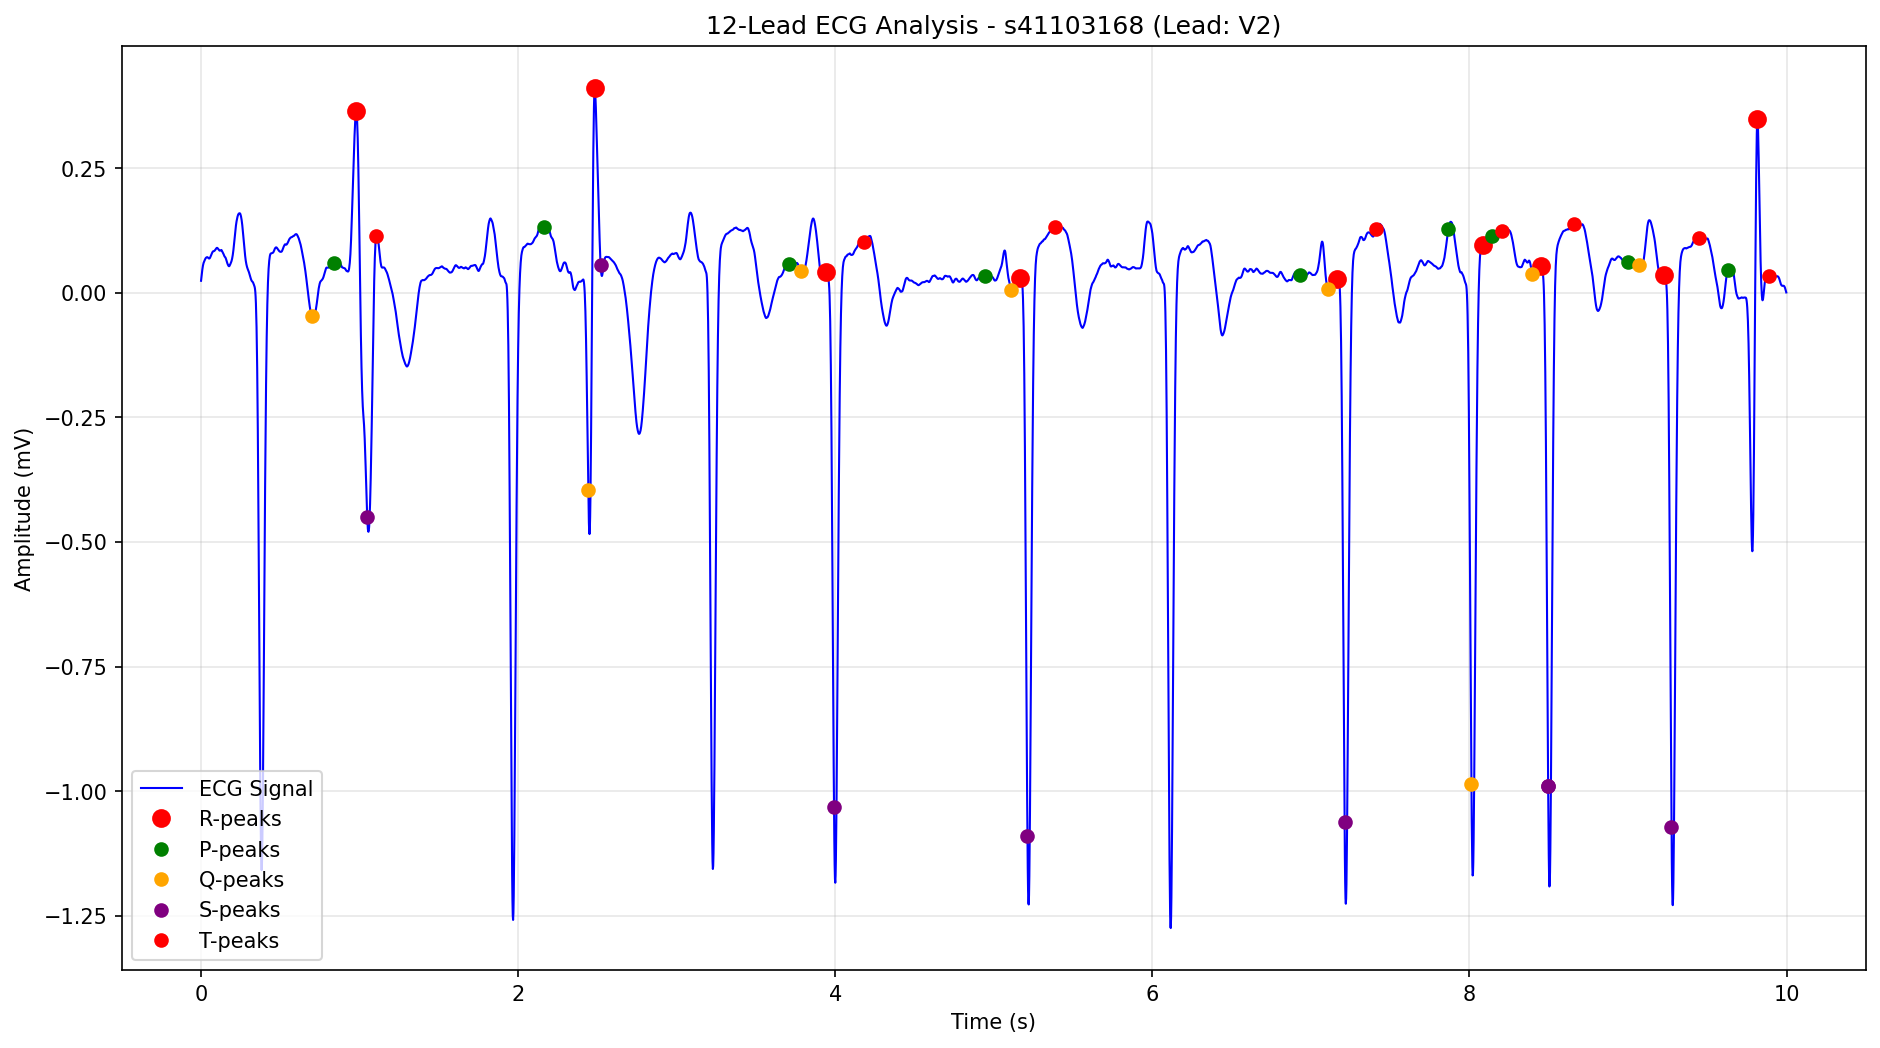 12-Lead ECG Analysis - s41103168 (Lead: V2)
Amplitude (mV)
0.25
0.00
−0.25
−0.50
−0.75
−1.00
−1.25
ECG Signal
R-peaks
P-peaks
Q-peaks
S-peaks
T-peaks
0 2 4 6 8 10
Time (s)